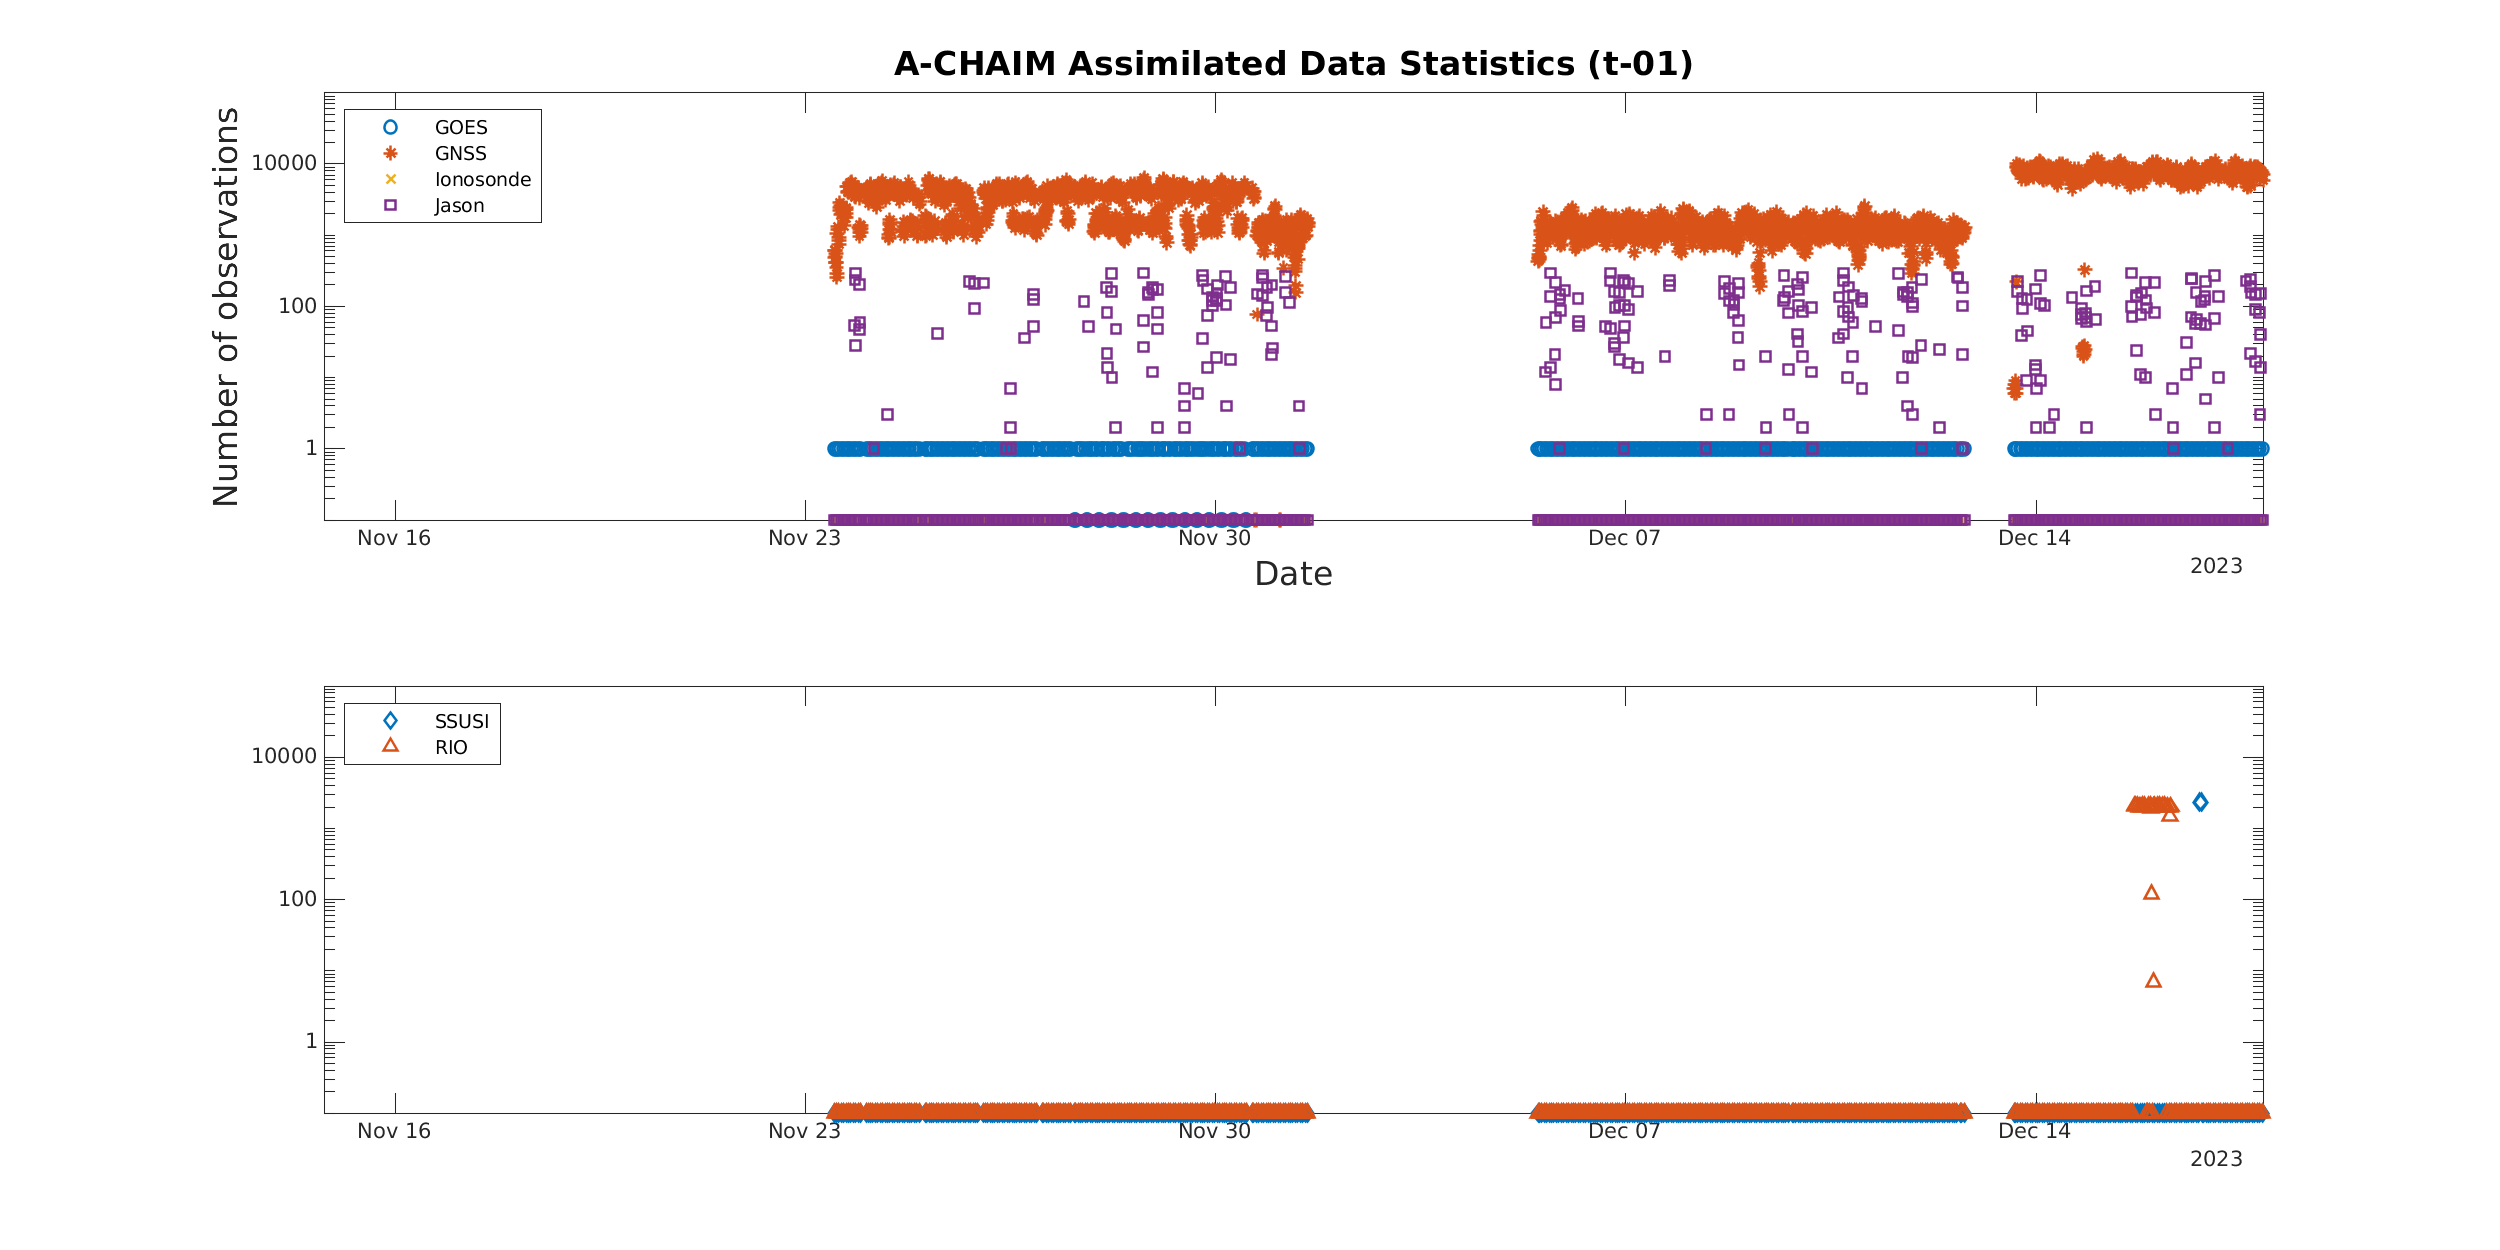 A-CHAIM Assimilated Data Statistics (t-01)
Number of observations
10000
100
1
GOES
GNSS
Ionosonde
Jason
Nov 16
Nov 23
Nov 30
Dec 07
Dec 14
2023
Date
10000
100
1
SSUSI
RIO
Nov 16
Nov 23
Nov 30
Dec 07
Dec 14
2023